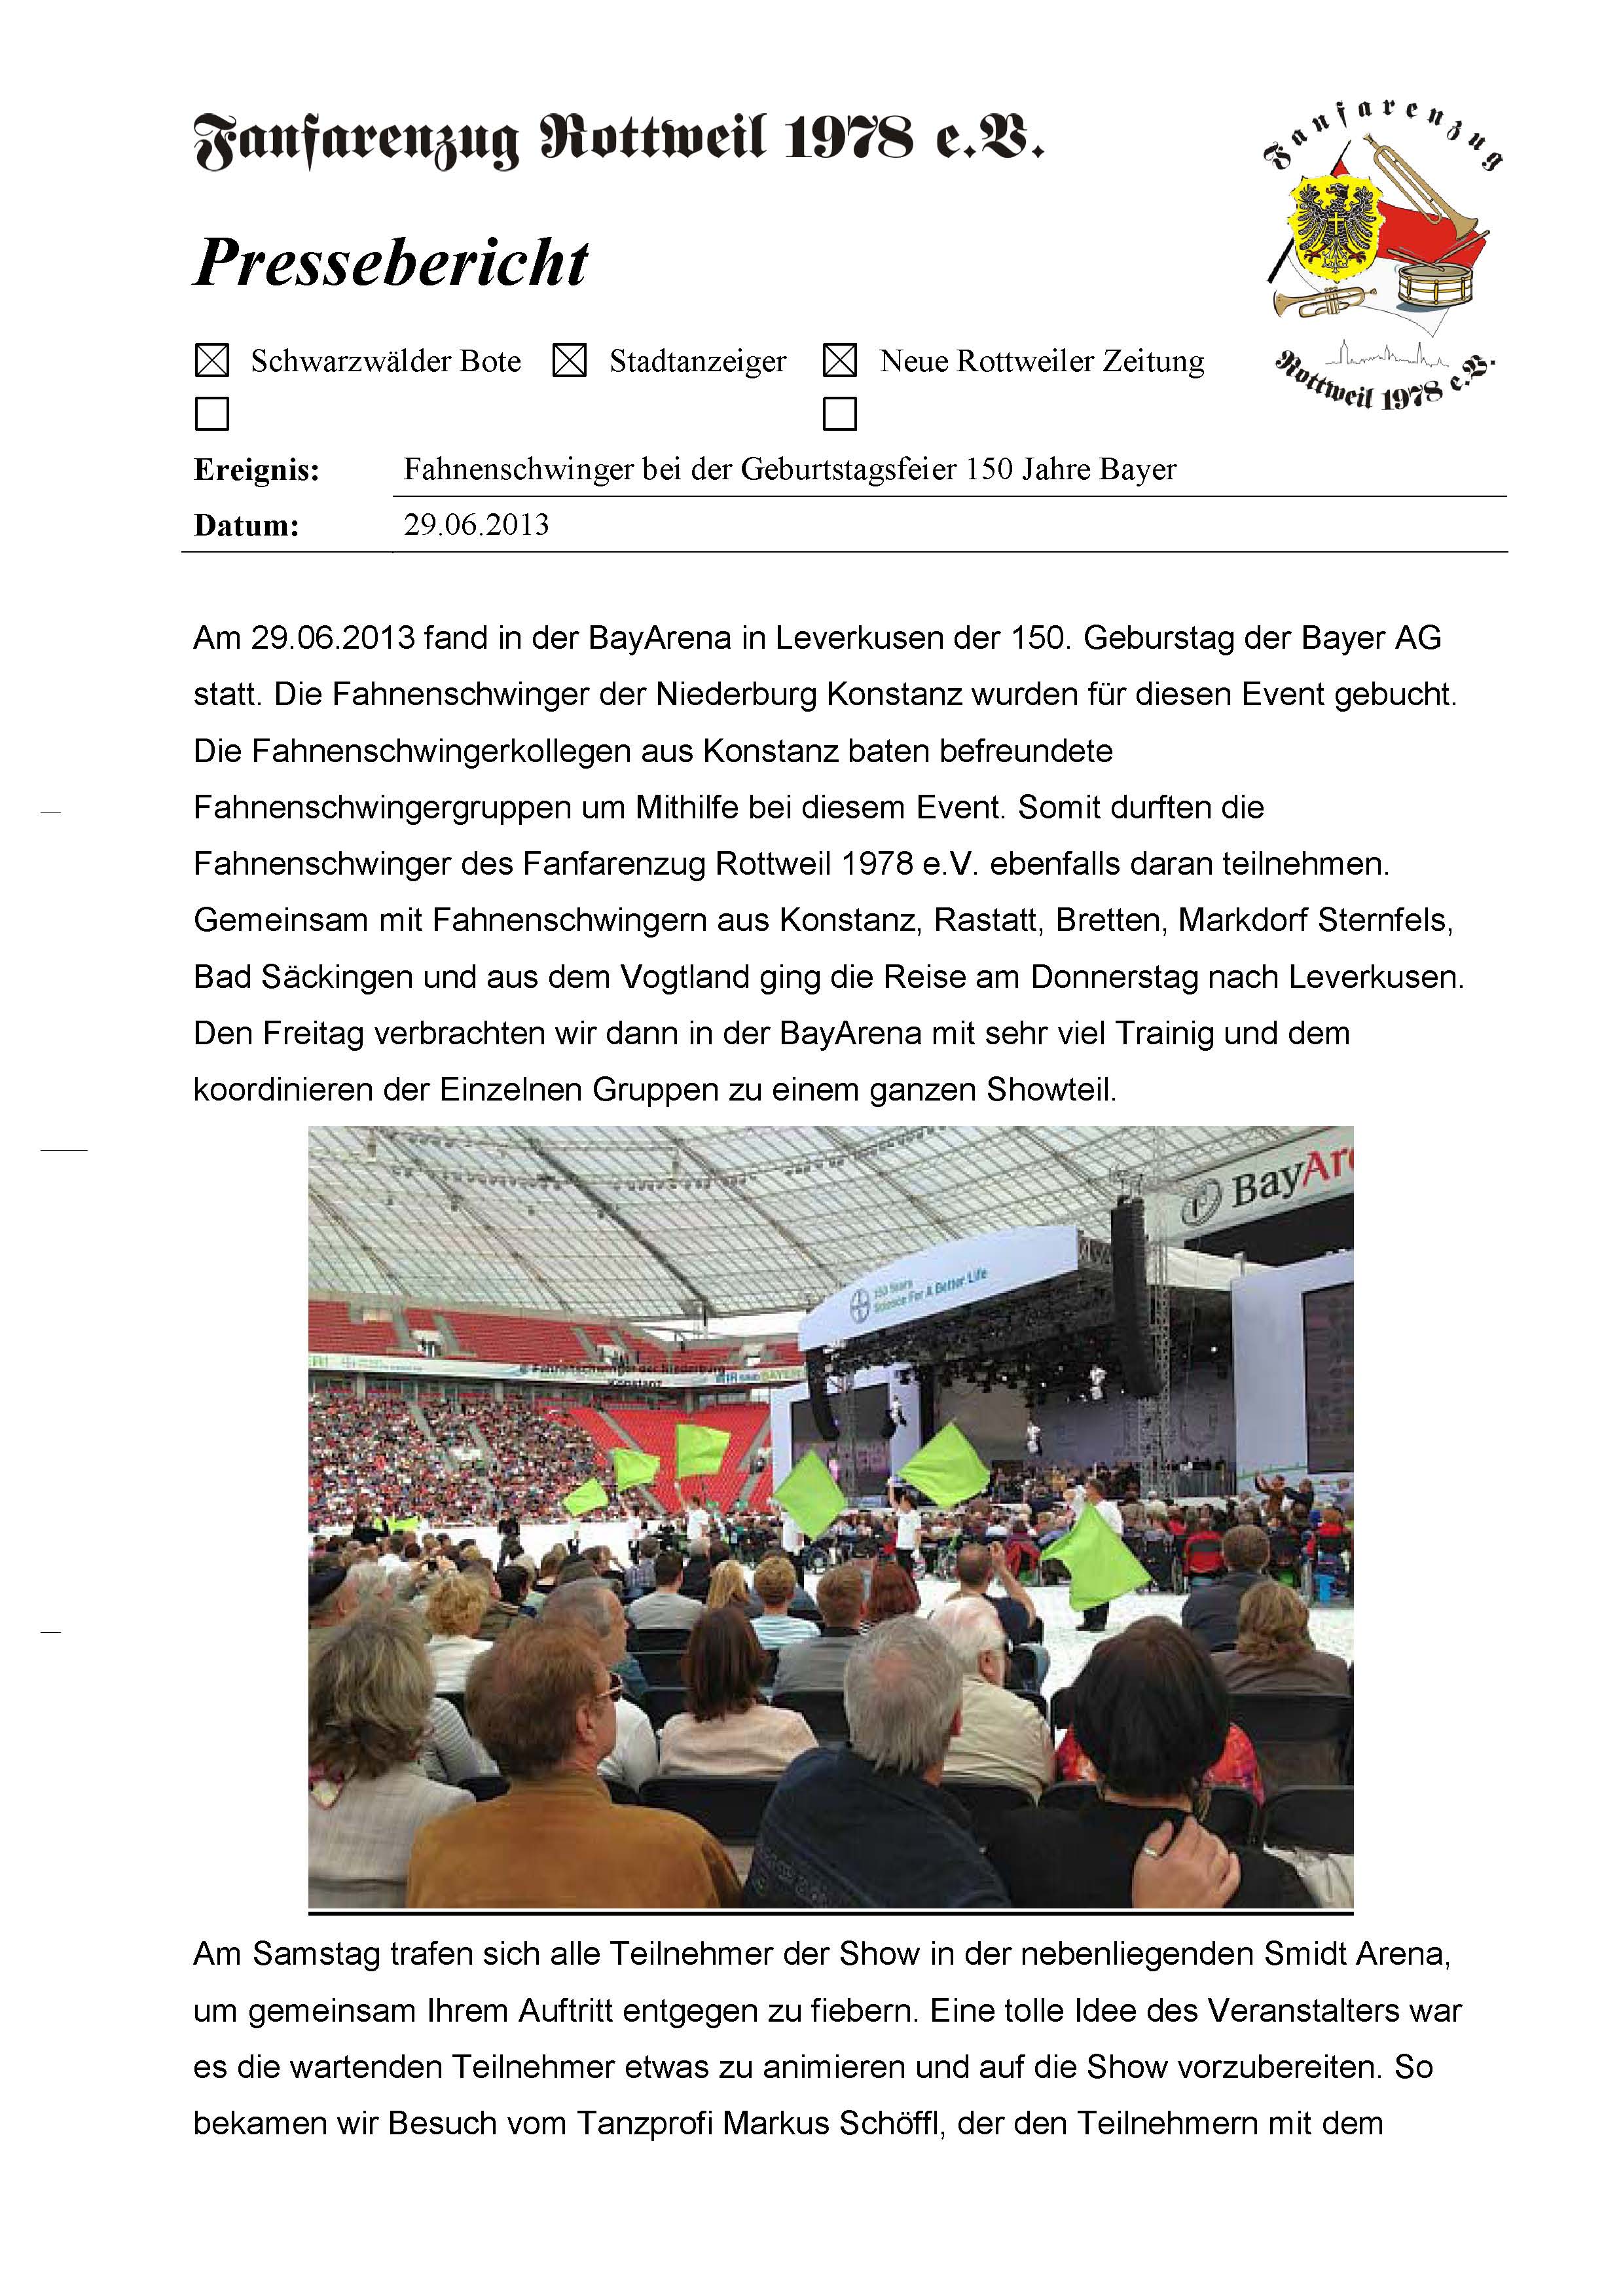 Fanfarenzug Rottweil 1978 e.V.
Fanfarenzug
Rottweil 1978 e.V.
Pressebericht
Schwarzwälder Bote Stadtanzeiger Neue Rottweiler Zeitung
Ereignis: Fahnenschwinger bei der Geburtstagsfeier 150 Jahre Bayer
Datum: 29.06.2013
Am 29.06.2013 fand in der BayArena in Leverkusen der 150. Geburstag der Bayer AG
statt. Die Fahnenschwinger der Niederburg Konstanz wurden für diesen Event gebucht.
Die Fahnenschwingerkollegen aus Konstanz baten befreundete
Fahnenschwingergruppen um Mithilfe bei diesem Event. Somit durften die
Fahnenschwinger des Fanfarenzug Rottweil 1978 e.V. ebenfalls daran teilnehmen.
Gemeinsam mit Fahnenschwingern aus Konstanz, Rastatt, Bretten, Markdorf Sternfels,
Bad Säckingen und aus dem Vogtland ging die Reise am Donnerstag nach Leverkusen.
Den Freitag verbrachten wir dann in der BayArena mit sehr viel Trainig und dem
koordinieren der Einzelnen Gruppen zu einem ganzen Showteil.
BayAre
150 Years
Science For A Better Life
© Fahnenschwinger der Niederburg
Konstanz
WIR SIND BAYER
Am Samstag trafen sich alle Teilnehmer der Show in der nebenliegenden Smidt Arena,
um gemeinsam Ihrem Auftritt entgegen zu fiebern. Eine tolle Idee des Veranstalters war
es die wartenden Teilnehmer etwas zu animieren und auf die Show vorzubereiten. So
bekamen wir Besuch vom Tanzprofi Markus Schöffl, der den Teilnehmern mit dem